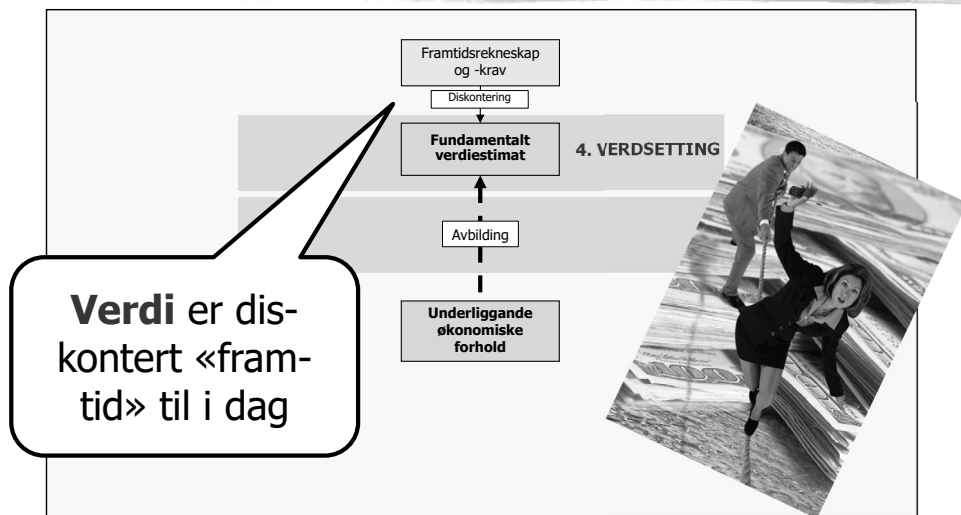 Framtidsrekneskap
og -krav
Diskontering
Fundamentalt
verdiestimat
4. VERDSETTING
Avbilding
Verdi er dis-
kontert «fram-
tid» til i dag
Underliggande
økonomiske
forhold